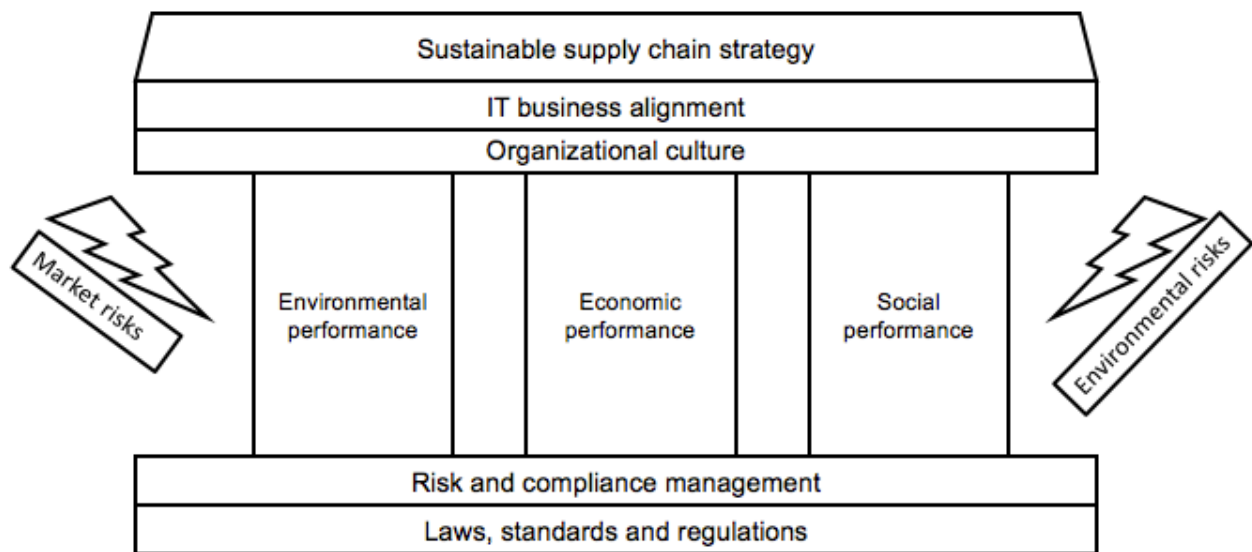 Sustainable supply chain strategy
IT business alignment
Organizational culture
Market risks
Environmental
performance
Economic
performance
Social
performance
Environmental risks
Risk and compliance management
Laws, standards and regulations